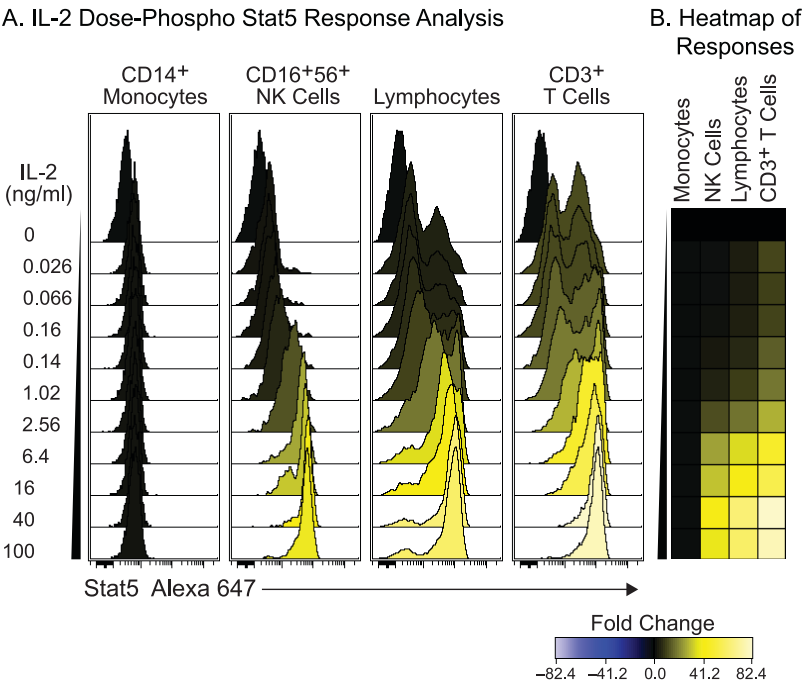 A. IL-2 Dose-Phospho Stat5 Response Analysis
B. Heatmap of
Responses
CD14+
Monocytes
CD16+56+
NK Cells
Lymphocytes
CD3+
T Cells
Monocytes
NK Cells
Lymphocytes
CD3+ T Cells
IL-2
(ng/ml)
0
0.026
0.066
0.16
0.14
1.02
2.56
6.4
16
40
100
Stat5 Alexa 647
Fold Change
−82.4 −41.2 0.0 41.2 82.4